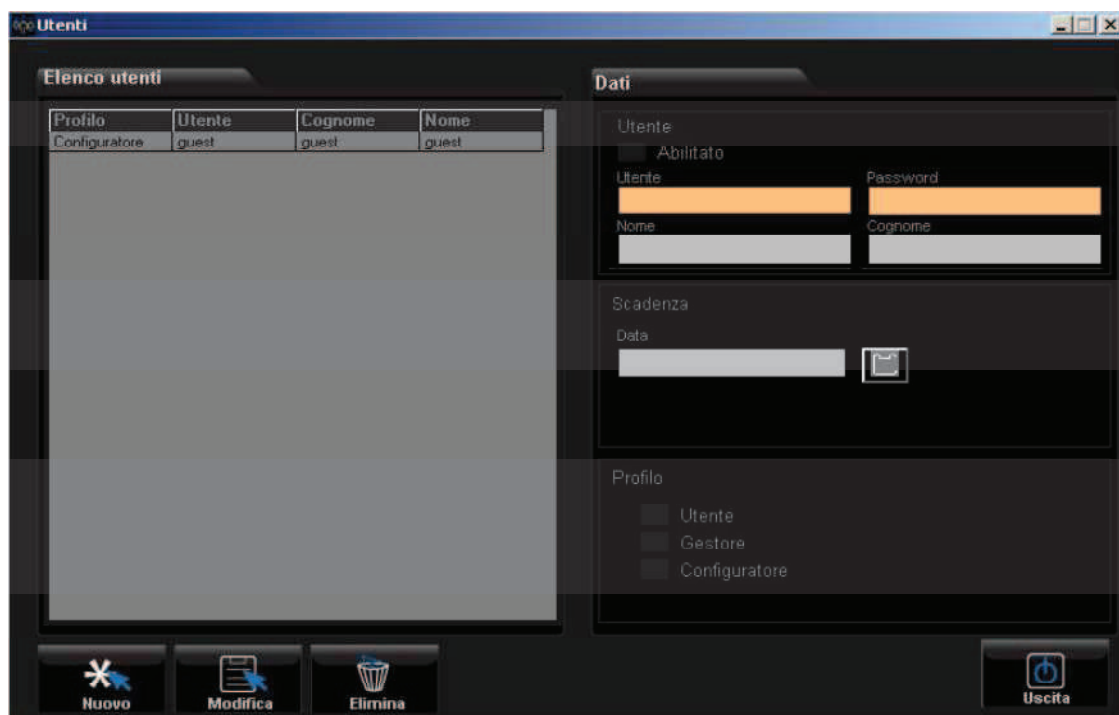 Utenti
Elenco utenti
Profilo Utente Cognome Nome
Configuratore guest guest guest
Dati
Utente
Abilitato
Utente Password
Nome Cognome
Scadenza
Data
Profilo
Utente
Gestore
Configuratore
Nuovo Modifica Elimina Uscita